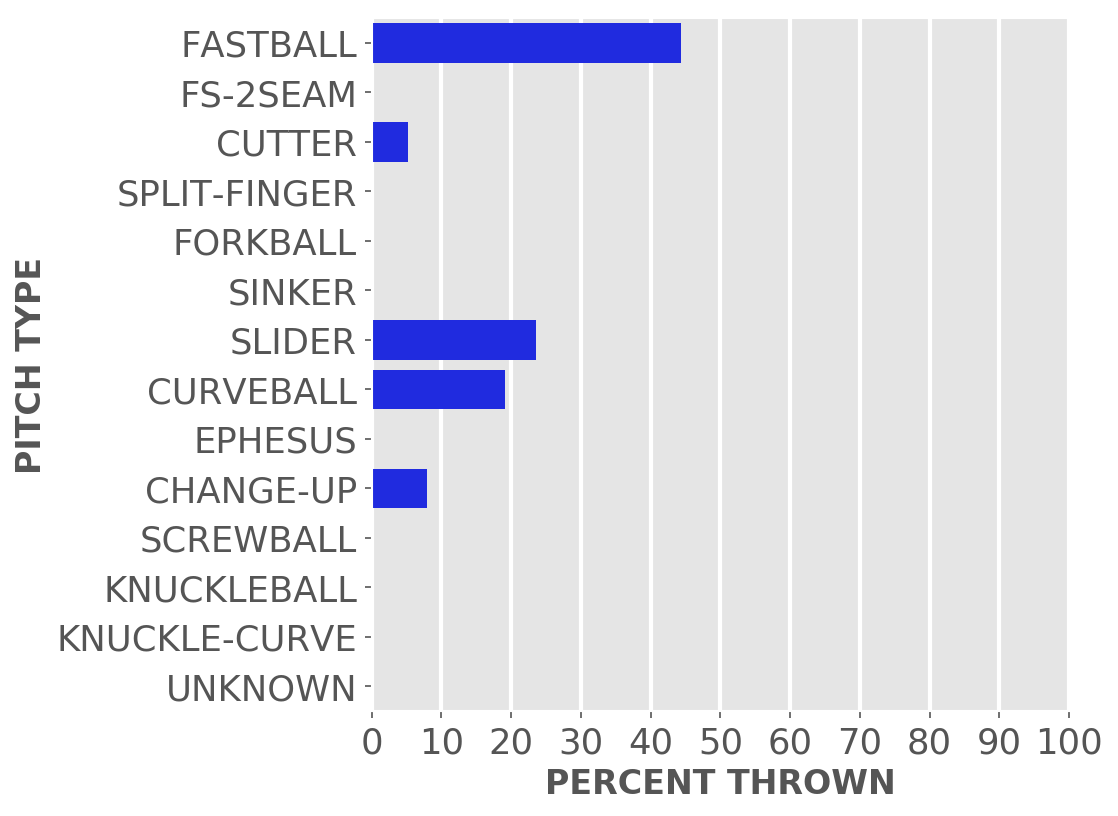 FASTBALL
FS-2SEAM
CUTTER
SPLIT-FINGER
FORKBALL
SINKER
SLIDER
CURVEBALL
EPHESUS
CHANGE-UP
SCREWBALL
KNUCKLEBALL
KNUCKLE-CURVE
UNKNOWN
PITCH TYPE
0 10 20 30 40 50 60 70 80 90 100
PERCENT THROWN